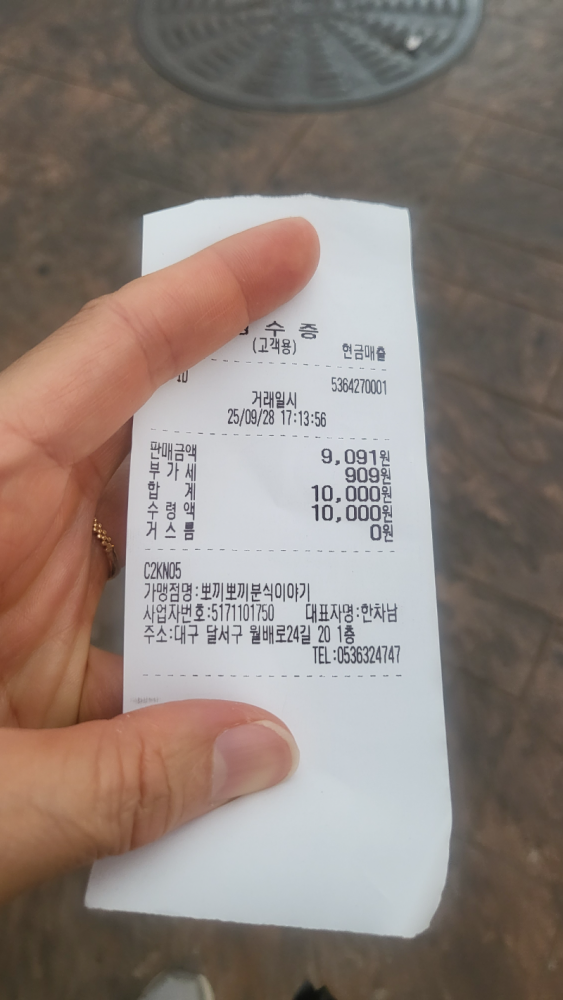 수 증
(고객용) 현금매출
ID 5364270001
거래일시
25/09/28 17:13:56
판매금액 9,091원
부 가 세 909원
합 계 10,000원
수 령 액 10,000원
거 스 름 0원
C2KN05
가맹점명:뽀끼뽀끼분식이야기
사업자번호:5171101750 대표자명:한차남
주소:대구 달서구 월배로24길 20 1층
TEL:0536324747